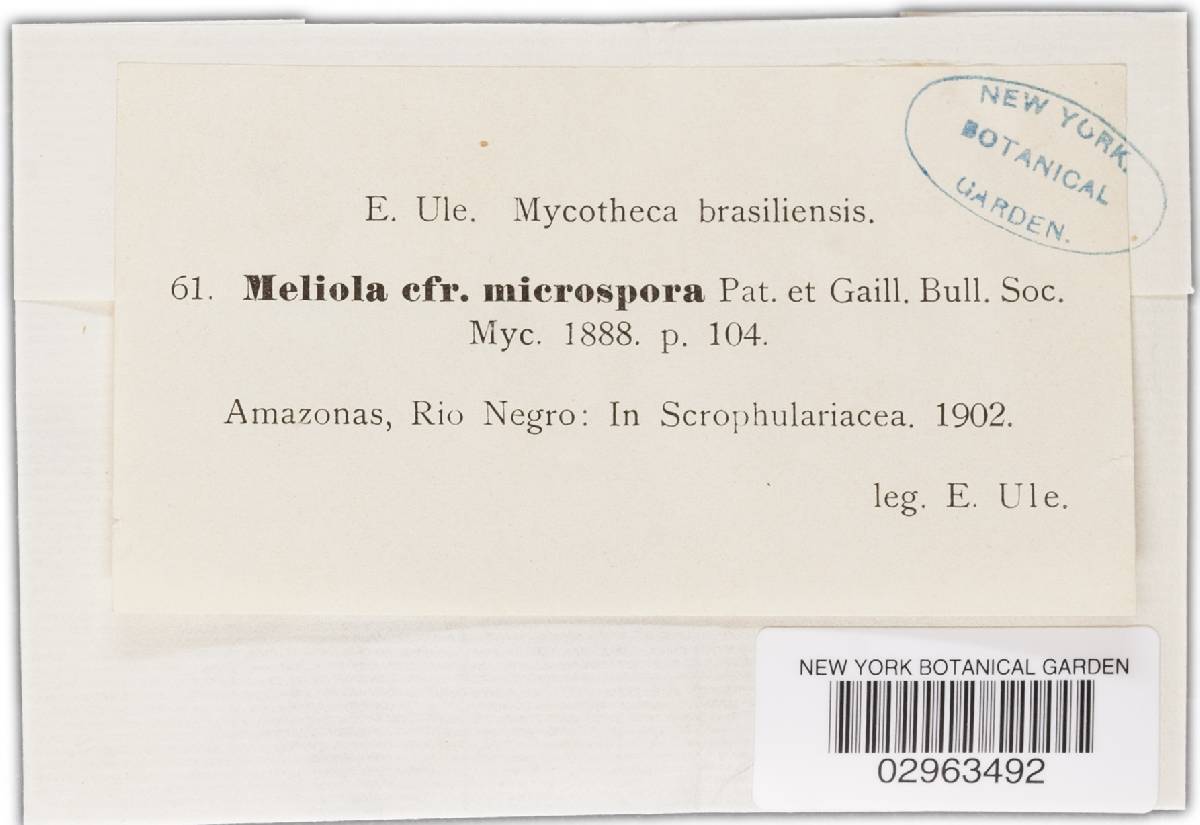 NEW YORK
BOTANICAL
GARDEN.
E. Ule. Mycotheca brasiliensis.
61. Meliola cfr. microspora Pat. et Gaill. Bull. Soc.
Myc. 1888. p. 104.
Amazonas, Rio Negro: In Scrophulariacea. 1902.
leg. E. Ule.
NEW YORK BOTANICAL GARDEN
02963492